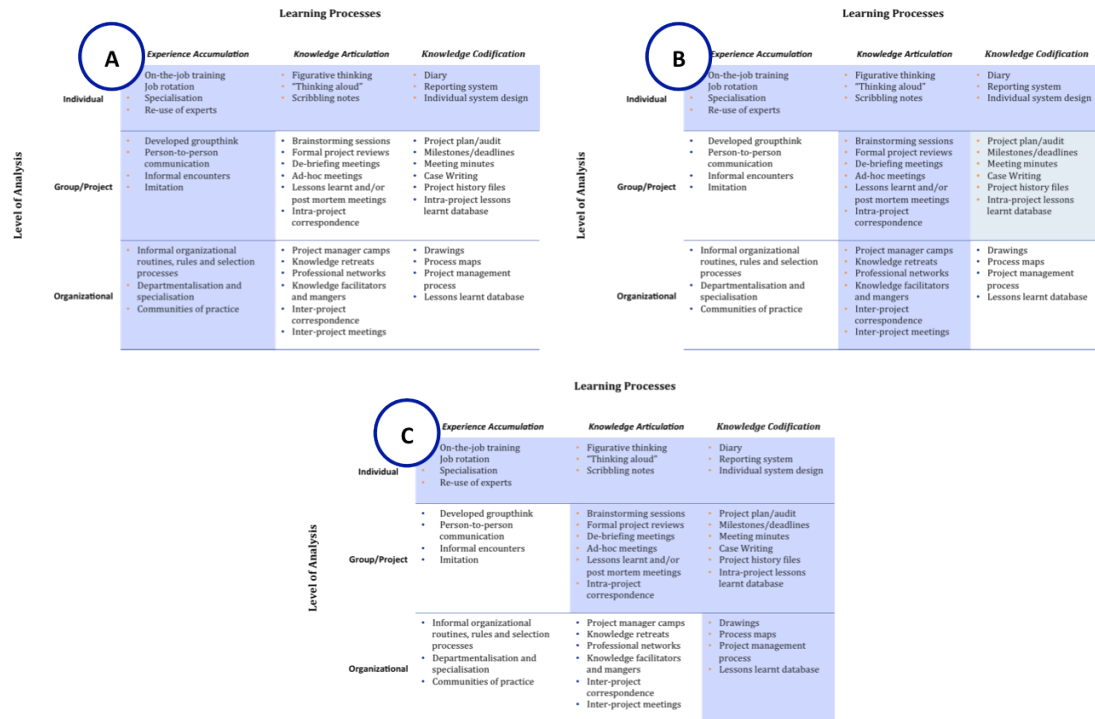 Learning Processes
A
Experience Accumulation
Knowledge Articulation
Knowledge Codification
Level of Analysis
Individual
On-the-job training
Job rotation
Specialisation
Re-use of experts
Figurative thinking
"Thinking aloud"
Scribbling notes
Diary
Reporting system
Individual system design
Group/Project
Developed groupthink
Person-to-person
communication
Informal encounters
Imitation
Brainstorming sessions
Formal project reviews
De-briefing meetings
Ad-hoc meetings
Lessons learnt and/or
post mortem meetings
Intra-project
correspondence
Project plan/audit
Milestones/deadlines
Meeting minutes
Case Writing
Project history files
Intra-project lessons
learnt database
Organizational
Informal organizational
routines, rules and selection
processes
Departmentalisation and
specialisation
Communities of practice
Project manager camps
Knowledge retreats
Professional networks
Knowledge facilitators
and mangers
Inter-project
correspondence
Inter-project meetings
Drawings
Process maps
Project management
process
Lessons learnt database
Learning Processes
B
Experience Accumulation
Knowledge Articulation
Knowledge Codification
Level of Analysis
Individual
On-the-job training
Job rotation
Specialisation
Re-use of experts
Figurative thinking
"Thinking aloud"
Scribbling notes
Diary
Reporting system
Individual system design
Group/Project
Developed groupthink
Person-to-person
communication
Informal encounters
Imitation
Brainstorming sessions
Formal project reviews
De-briefing meetings
Ad-hoc meetings
Lessons learnt and/or
post mortem meetings
Intra-project
correspondence
Project plan/audit
Milestones/deadlines
Meeting minutes
Case Writing
Project history files
Intra-project lessons
learnt database
Organizational
Informal organizational
routines, rules and selection
processes
Departmentalisation and
specialisation
Communities of practice
Project manager camps
Knowledge retreats
Professional networks
Knowledge facilitators
and mangers
Inter-project
correspondence
Inter-project meetings
Drawings
Process maps
Project management
process
Lessons learnt database
Learning Processes
C
Experience Accumulation
Knowledge Articulation
Knowledge Codification
Level of Analysis
Individual
On-the-job training
Job rotation
Specialisation
Re-use of experts
Figurative thinking
"Thinking aloud"
Scribbling notes
Diary
Reporting system
Individual system design
Group/Project
Developed groupthink
Person-to-person
communication
Informal encounters
Imitation
Brainstorming sessions
Formal project reviews
De-briefing meetings
Ad-hoc meetings
Lessons learnt and/or
post mortem meetings
Intra-project
correspondence
Project plan/audit
Milestones/deadlines
Meeting minutes
Case Writing
Project history files
Intra-project lessons
learnt database
Organizational
Informal organizational
routines, rules and selection
processes
Departmentalisation and
specialisation
Communities of practice
Project manager camps
Knowledge retreats
Professional networks
Knowledge facilitators
and mangers
Inter-project
correspondence
Inter-project meetings
Drawings
Process maps
Project management
process
Lessons learnt database